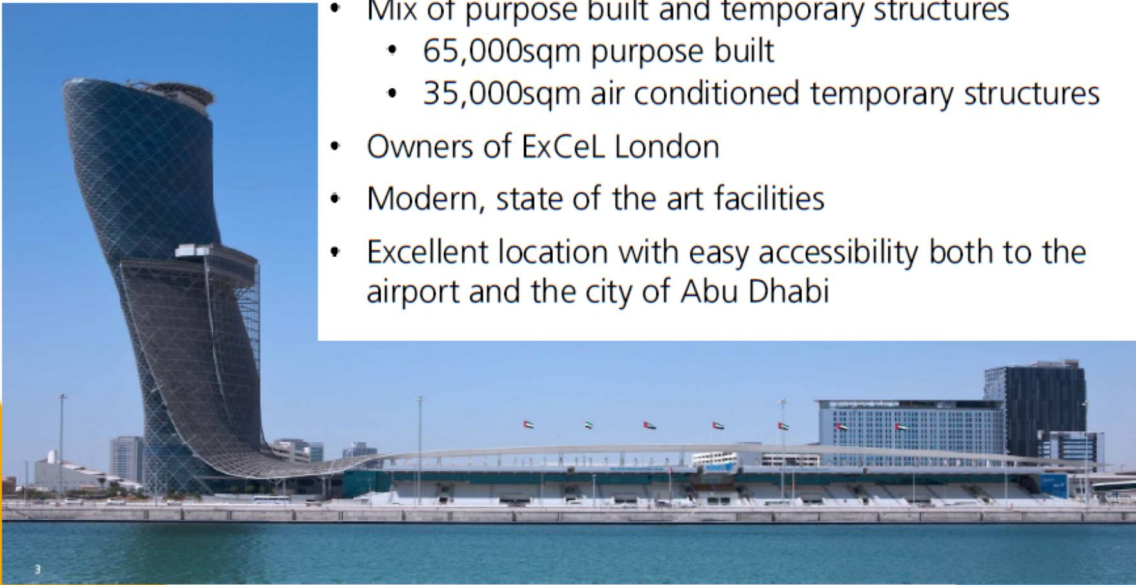 • Mix of purpose built and temporary structures
• 65,000sqm purpose built
• 35,000sqm air conditioned temporary structures
• Owners of ExCeL London
• Modern, state of the art facilities
• Excellent location with easy accessibility both to the
airport and the city of Abu Dhabi
3